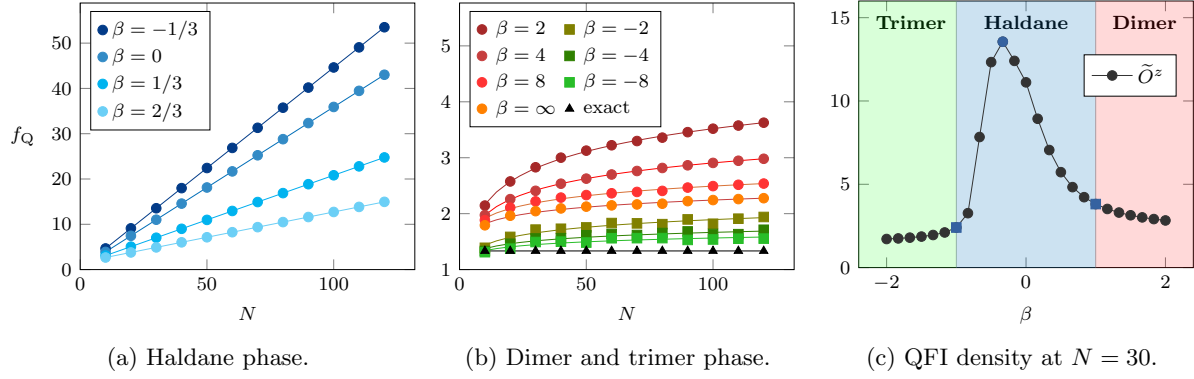 f_Q
50
40
30
20
10
0
β = −1/3
β = 0
β = 1/3
β = 2/3
50
100
N
(a) Haldane phase.
5
4
3
2
1
β = 2
β = −2
β = 4
β = −4
β = 8
β = −8
β = ∞
exact
50
100
N
(b) Dimer and trimer phase.
15
10
5
0
Trimer
Haldane
Dimer
Õ^z
−2
0
2
β
(c) QFI density at N = 30.